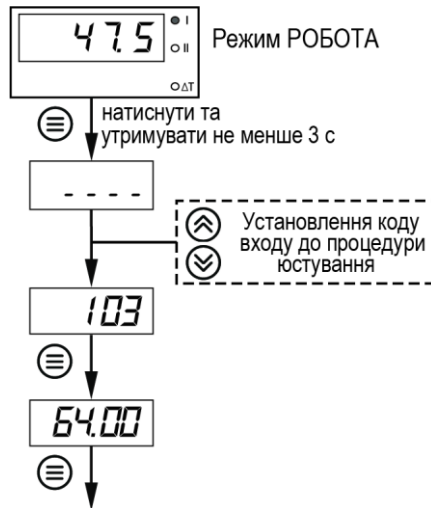 47.5
I
II
ΔT
Режим РОБОТА
натиснути та
утримувати не менше 3 с
- - - -
Установлення коду
входу до процедури
юстування
103
64.00